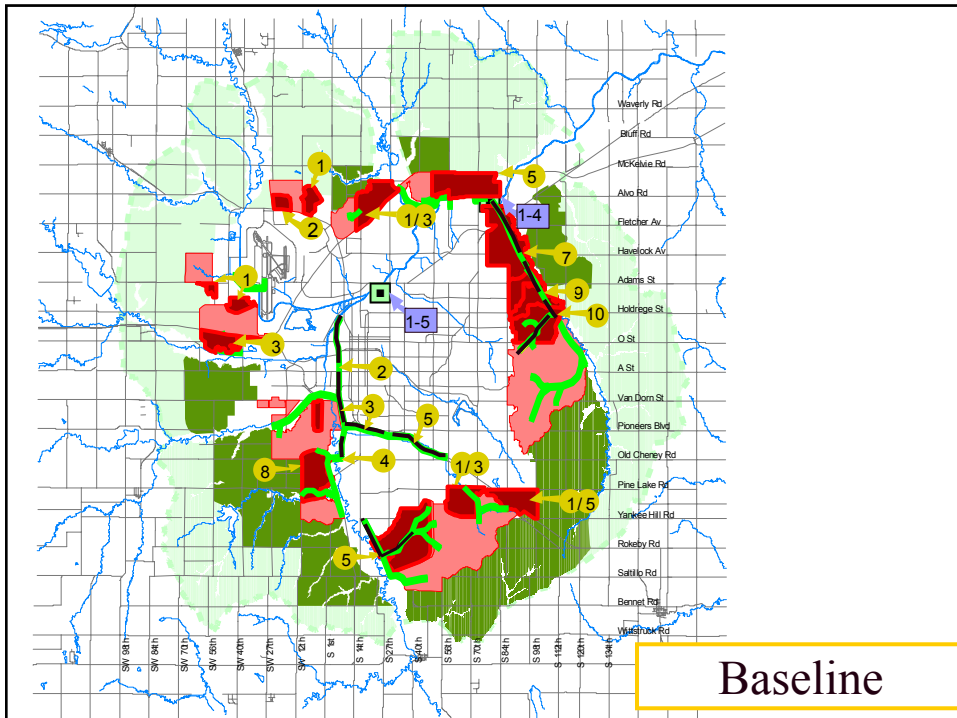 Waverly Rd
Bluff Rd
McKelvie Rd
1
5
Alvo Rd
1-4
2
1/3
Fletcher Av
7
Havelock Av
1
Adams St
9
Holdrege St
10
1-5
3
O St
2
A St
Van Dorn St
3
5
Pioneers Blvd
4
Old Cheney Rd
8
1/3
Pine Lake Rd
1/5
Yankee Hill Rd
Rokeby Rd
5
Saltillo Rd
Bennet Rd
Wittstruck Rd
SW 98th
SW 84th
SW 70th
SW 56th
SW 40th
SW 27th
SW 12th
S 1st
S 14th
S 27th
S 40th
S 56th
S 70th
S 84th
S 98th
S 112th
S 120th
S 134th
Baseline